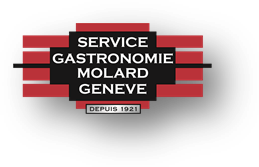 SERVICE
GASTRONOMIE
MOLARD
GENEVE
DEPUIS 1921